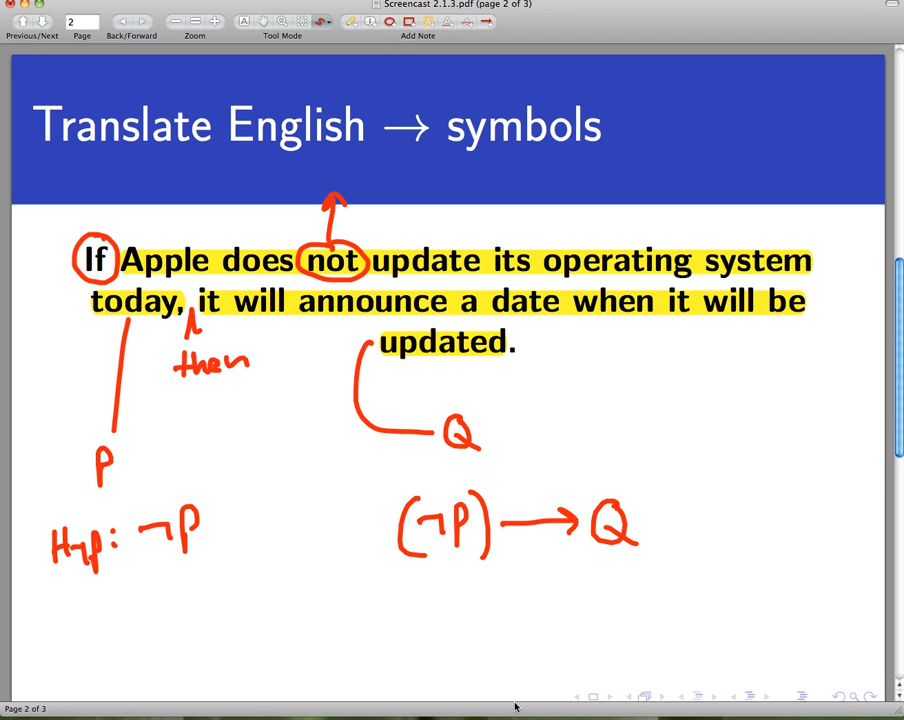 Screencast 2.1.3.pdf (page 2 of 3)
2
Previous/Next Page Back/Forward Zoom Tool Mode Add Note
Translate English → symbols
If Apple does not update its operating system
today, it will announce a date when it will be
then
updated.
Q
P
(¬P) → Q
Hyp: ¬P
Page 2 of 3